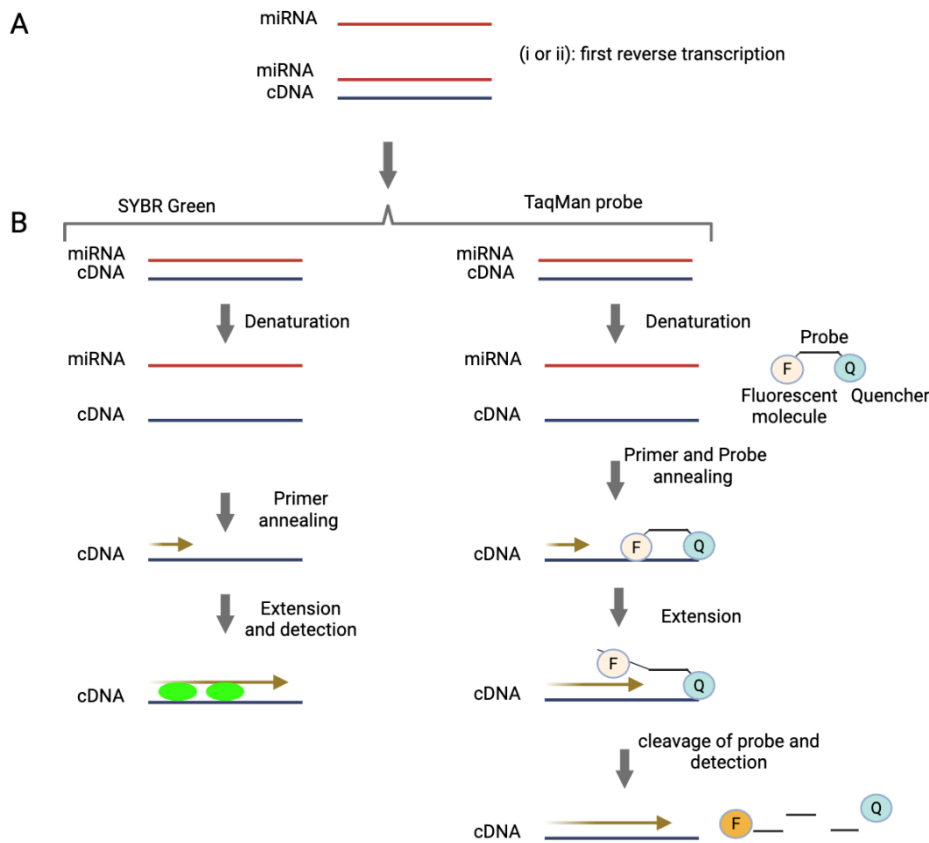 A
miRNA
(i or ii): first reverse transcription
miRNA
cDNA
B
SYBR Green
TaqMan probe
miRNA
cDNA
miRNA
cDNA
Denaturation
Denaturation
miRNA
cDNA
miRNA
cDNA
Probe
F
Q
Fluorescent
molecule
Quencher
Primer
annealing
Primer and Probe
annealing
cDNA
cDNA
F
Q
Extension
and detection
Extension
cDNA
cDNA
F
Q
cleavage of probe and
detection
cDNA
F
Q